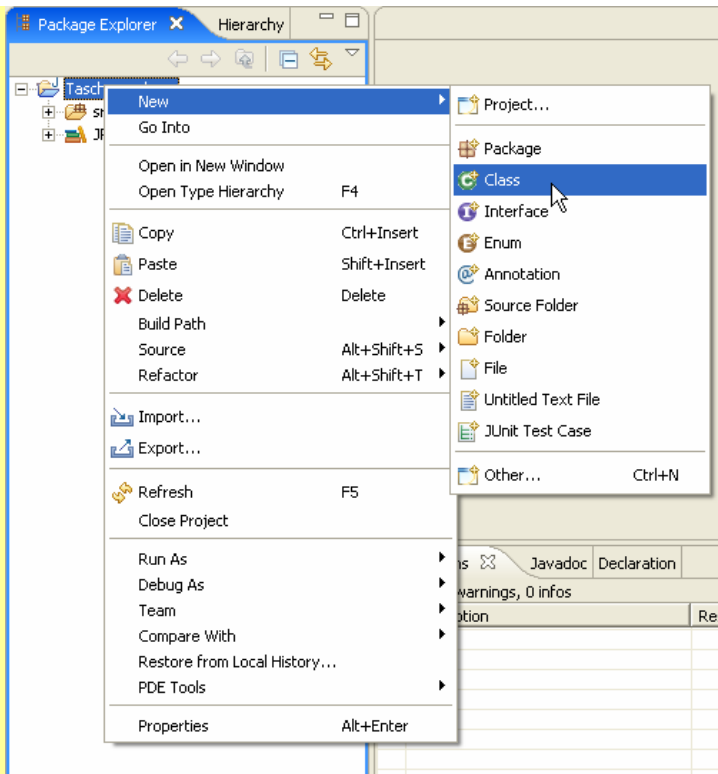 Package Explorer Hierarchy
New
Go Into
Open in New Window
Open Type Hierarchy F4
Copy Ctrl+Insert
Paste Shift+Insert
Delete Delete
Build Path
Source Alt+Shift+S
Refactor Alt+Shift+T
Import...
Export...
Refresh F5
Close Project
Run As
Debug As
Team
Compare With
Restore from Local History...
PDE Tools
Properties Alt+Enter
Project...
Package
Class
Interface
Enum
Annotation
Source Folder
Folder
File
Untitled Text File
JUnit Test Case
Other... Ctrl+N
Javadoc Declaration
warnings, 0 infos